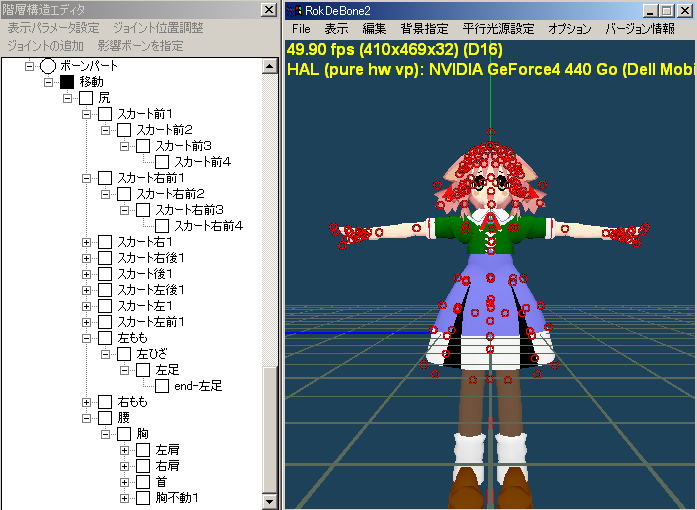 階層構造エディタ
表示パラメータ設定 ジョイント位置調整
ジョイントの追加 影響ボーンを指定
ボーンパート
移動
尻
スカート前1
スカート前2
スカート前3
スカート前4
スカート右前1
スカート右前2
スカート右前3
スカート右前4
スカート右1
スカート右後1
スカート後1
スカート左後1
スカート左1
スカート左前1
左もも
左ひざ
左足
end-左足
右もも
腰
胸
左肩
右肩
首
胸不動1
RokDeBone2
File 表示 編集 背景指定 平行光源設定 オプション バージョン情報
49.90 fps (410x469x32) (D16)
HAL (pure hw vp): NVIDIA GeForce4 440 Go (Dell Mobi